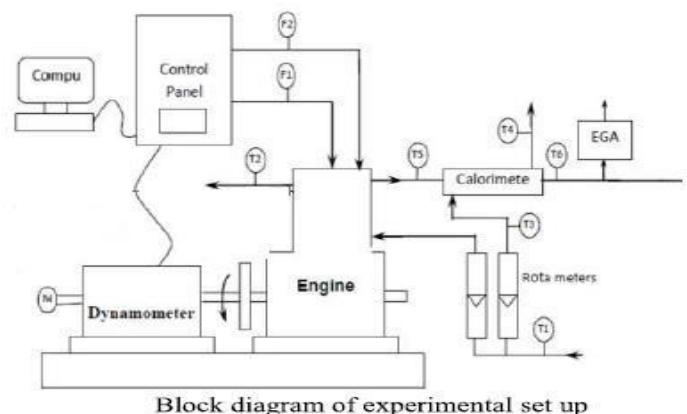 F2
Compu
Control
Panel
F1
T4
EGA
T2
T5
Calorimete
T6
T3
Engine
Rota meters
N
Dynamometer
T1
Block diagram of experimental set up